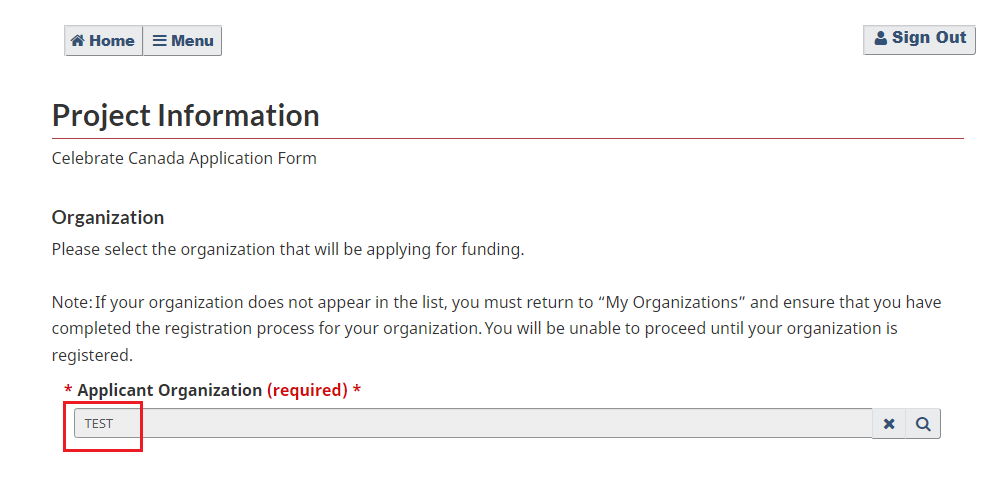 Home Menu Sign Out
Project Information
Celebrate Canada Application Form
Organization
Please select the organization that will be applying for funding.
Note: If your organization does not appear in the list, you must return to “My Organizations” and ensure that you have
completed the registration process for your organization. You will be unable to proceed until your organization is
registered.
* Applicant Organization (required) *
TEST